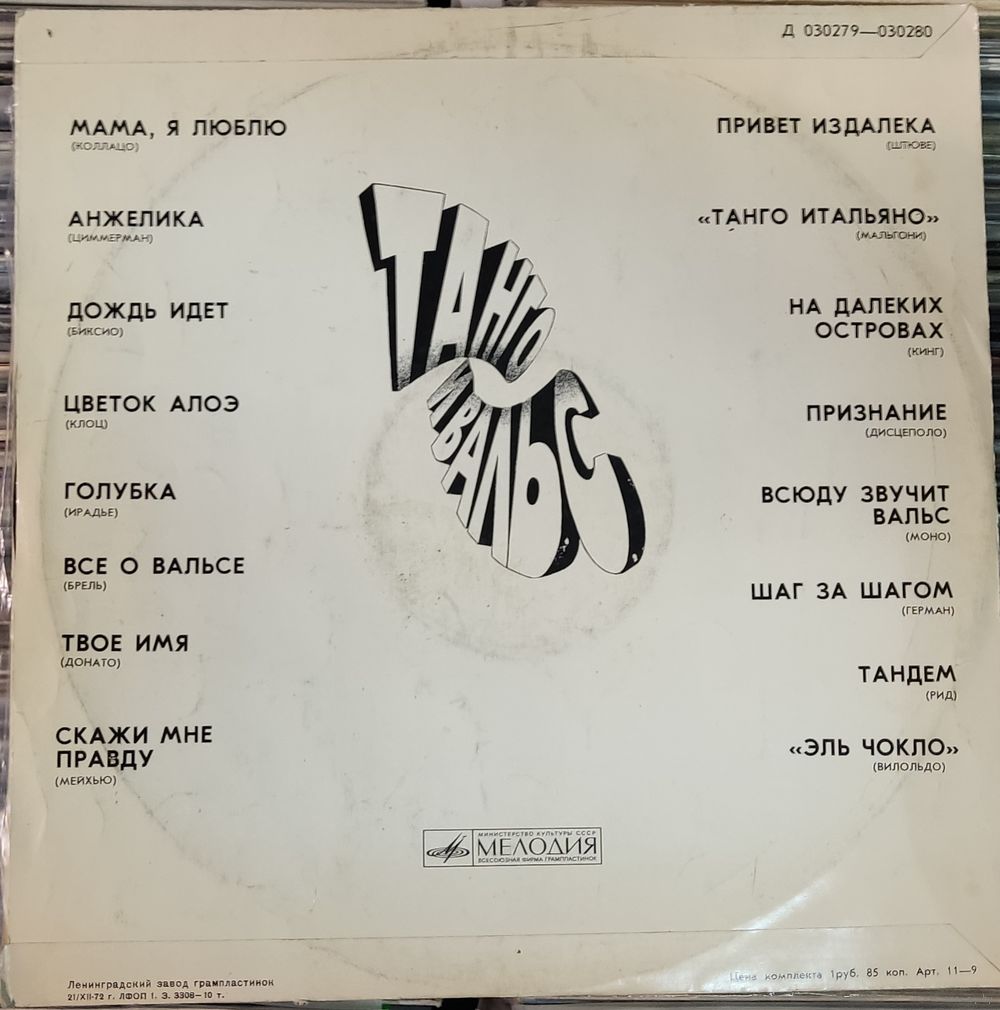 Д 030279—030280
МАМА, Я ЛЮБЛЮ
(КОЛЛАЦО)
АНЖЕЛИКА
(ЦИММЕРМАН)
ДОЖДЬ ИДЕТ
(БИКСИО)
ЦВЕТОК АЛОЭ
(КЛОЦ)
ГОЛУБКА
(ИРАДЬЕ)
ВСЕ О ВАЛЬСЕ
(БРЕЛЬ)
ТВОЕ ИМЯ
(ДОНАТО)
СКАЖИ МНЕ
ПРАВДУ
(МЕЙХЬЮ)
ТАНГО
И ВАЛЬС
ПРИВЕТ ИЗДАЛЕКА
(ШТЮВЕ)
«ТАНГО ИТАЛЬЯНО»
(МАЛЬГОНИ)
НА ДАЛЕКИХ
ОСТРОВАХ
(КИНГ)
ПРИЗНАНИЕ
(ДИСЦЕПОЛО)
ВСЮДУ ЗВУЧИТ
ВАЛЬС
(МОНО)
ШАГ ЗА ШАГОМ
(ГЕРМАН)
ТАНДЕМ
(РИД)
«ЭЛЬ ЧОКЛО»
(ВИЛОЛЬДО)
МИНИСТЕРСТВО КУЛЬТУРЫ СССР
МЕЛОДИЯ
ВСЕСОЮЗНАЯ ФИРМА ГРАМПЛАСТИНОК
Ленинградский завод грампластинок
21/XII-72 г. ЛФОП 1. З. 3308—10 т.
Цена комплекта 1руб. 85 коп. Арт. 11—9